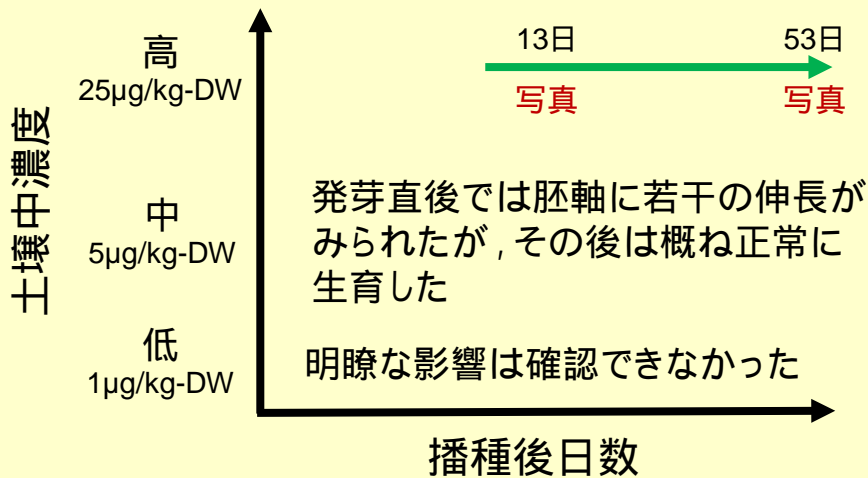 土壌中濃度
高
25µg/kg-DW
13日
53日
写真
写真
中
5µg/kg-DW
発芽直後では胚軸に若干の伸長が
みられたが，その後は概ね正常に
生育した
低
1µg/kg-DW
明瞭な影響は確認できなかった
播種後日数